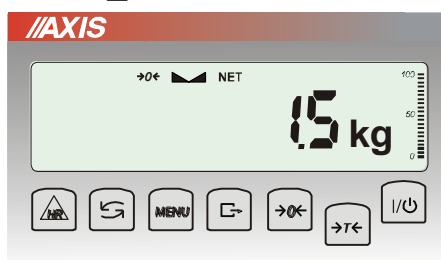 //AXIS
→0← NET
100
1.5 kg
50
0
HR MENU →0← →T← I/⏻